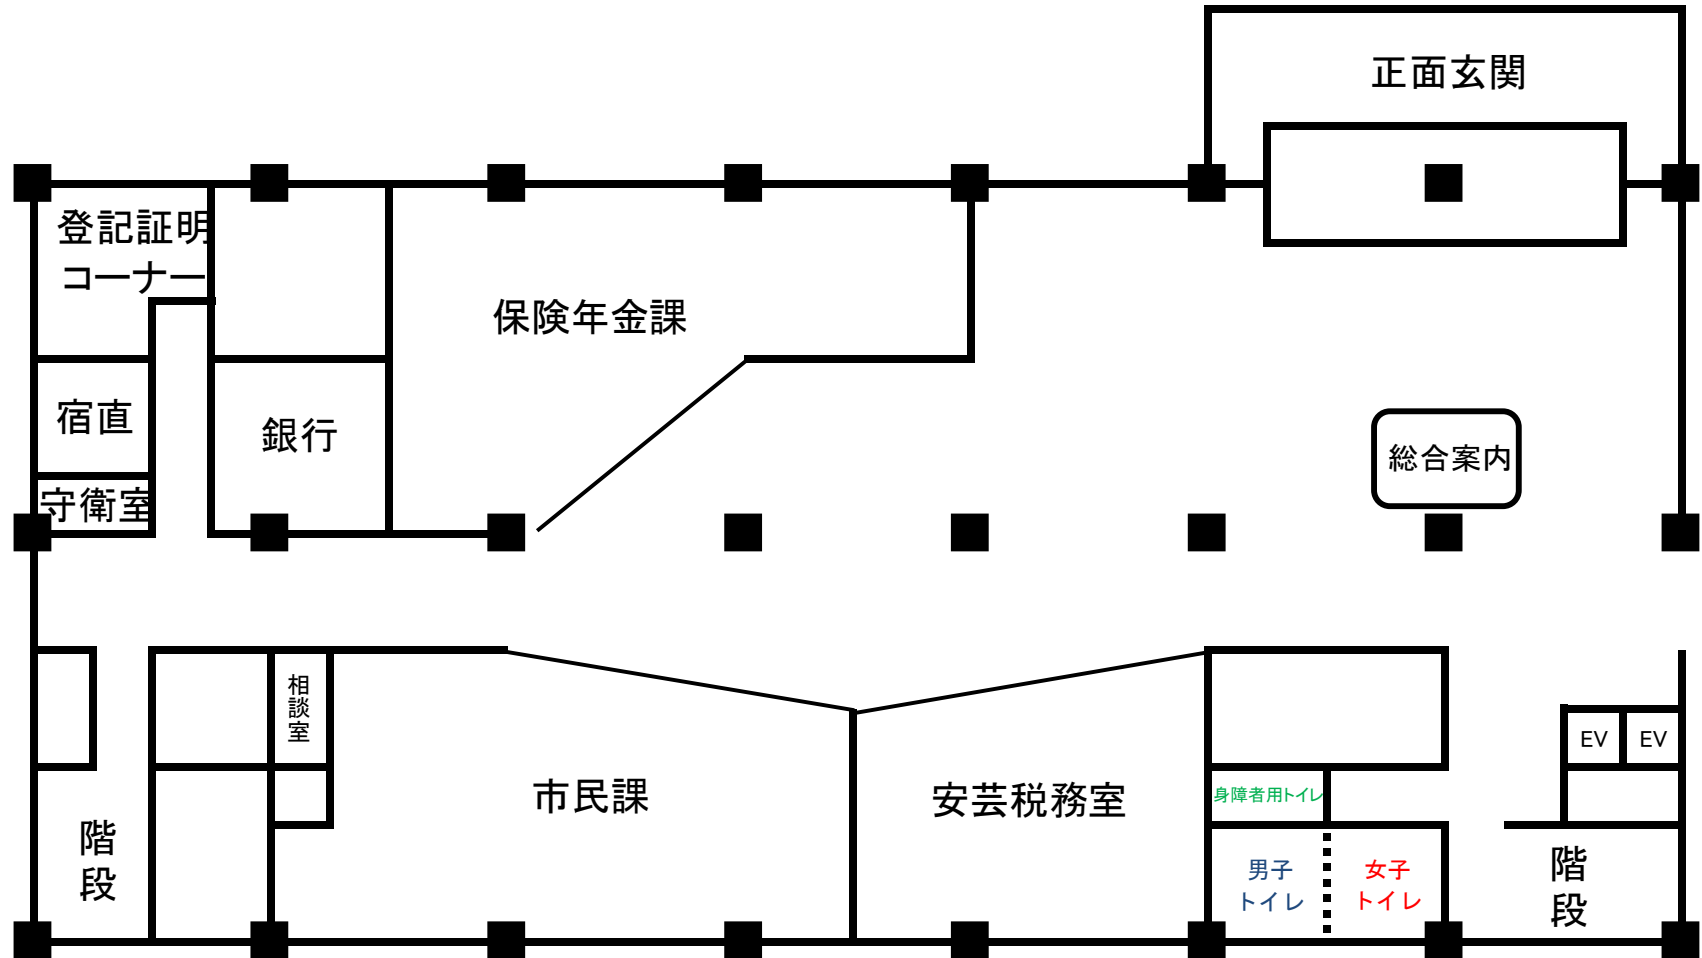 正面玄関
登記証明
コーナー
保険年金課
宿直
銀行
総合案内
守衛室
相談室
EV
EV
市民課
安芸税務室
身障者用トイレ
階段
男子
トイレ
女子
トイレ
階段